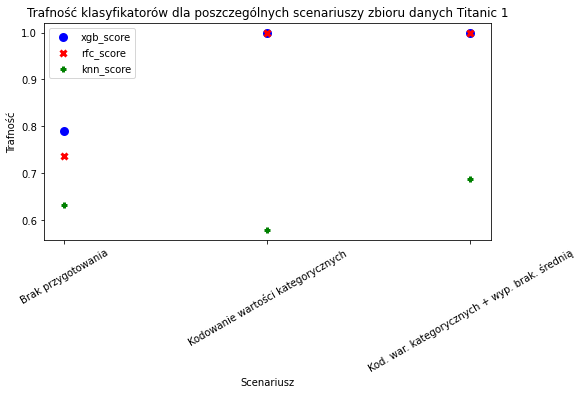 Trafność klasyfikatorów dla poszczególnych scenariuszy zbioru danych Titanic 1
xgb_score
rfc_score
knn_score
Trafność
1.0
0.9
0.8
0.7
0.6
Brak przygotowania
Kodowanie wartości kategorycznych
Kod. war. kategorycznych + wyp. brak. średnią
Scenariusz